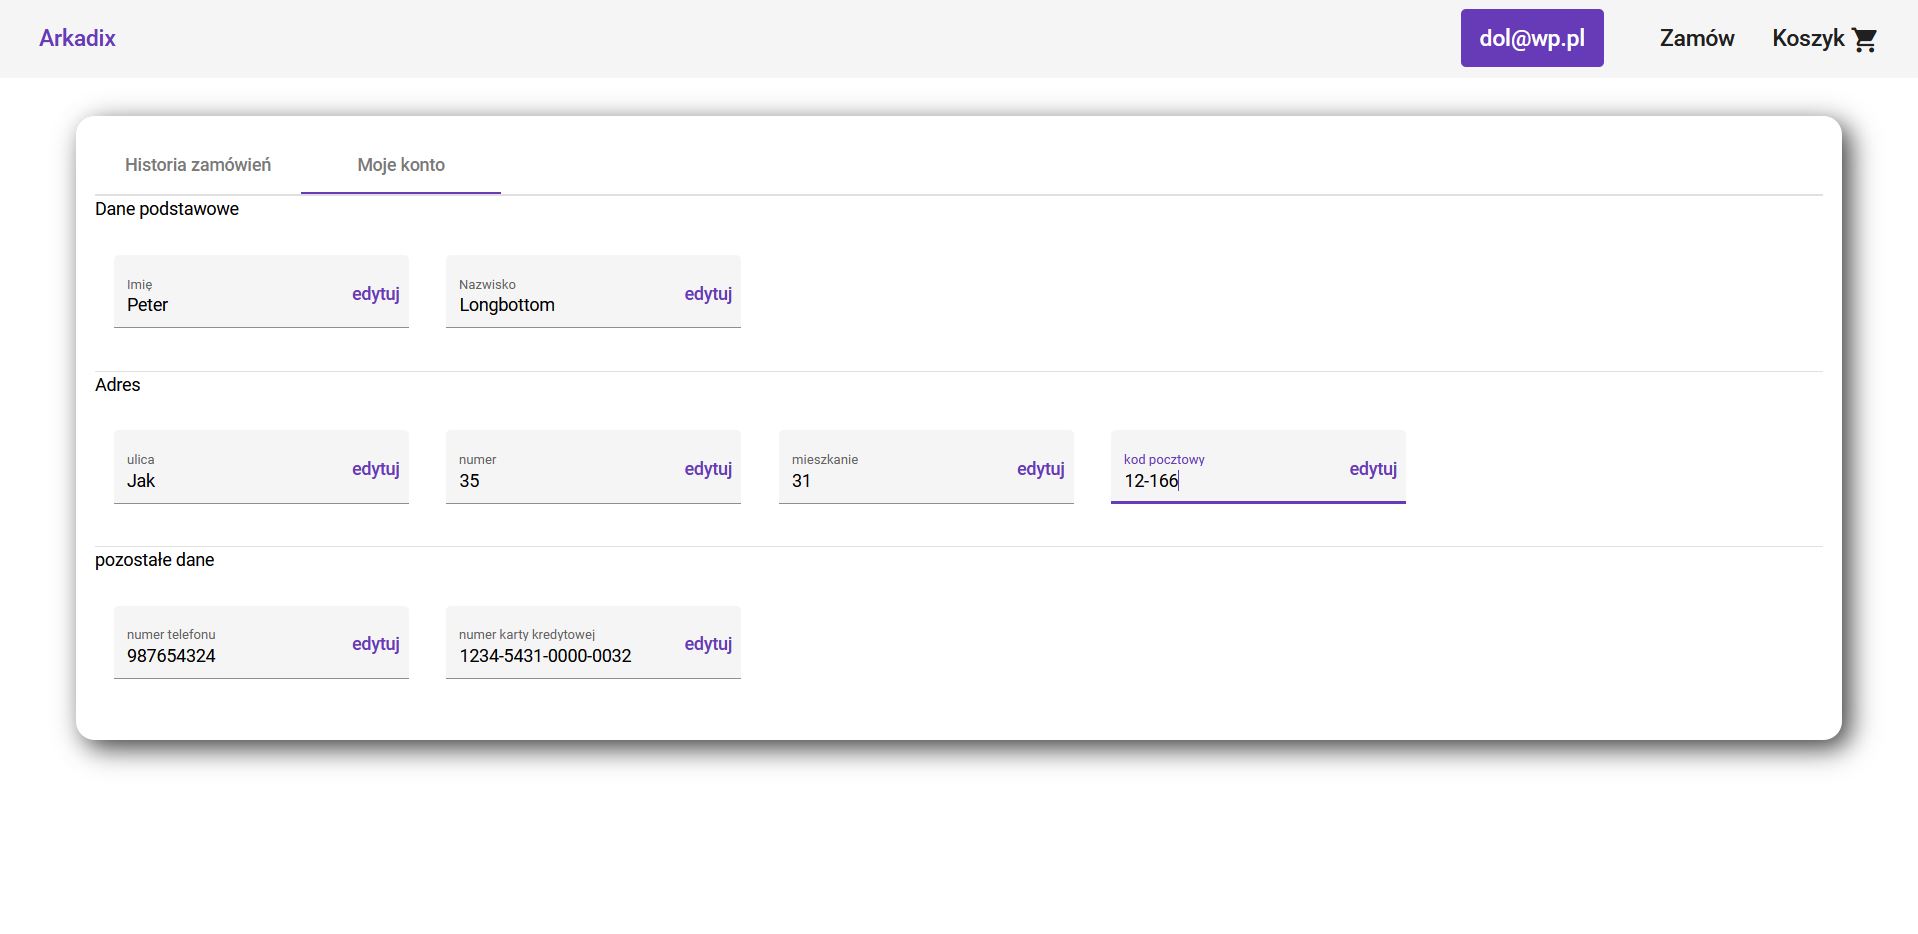 Arkadix
dol@wp.pl
Zamów
Koszyk
Historia zamówień
Moje konto
Dane podstawowe
Imię
Peter
edytuj
Nazwisko
Longbottom
edytuj
Adres
ulica
Jak
edytuj
numer
35
edytuj
mieszkanie
31
edytuj
kod pocztowy
12-166
edytuj
pozostałe dane
numer telefonu
987654324
edytuj
numer karty kredytowej
1234-5431-0000-0032
edytuj